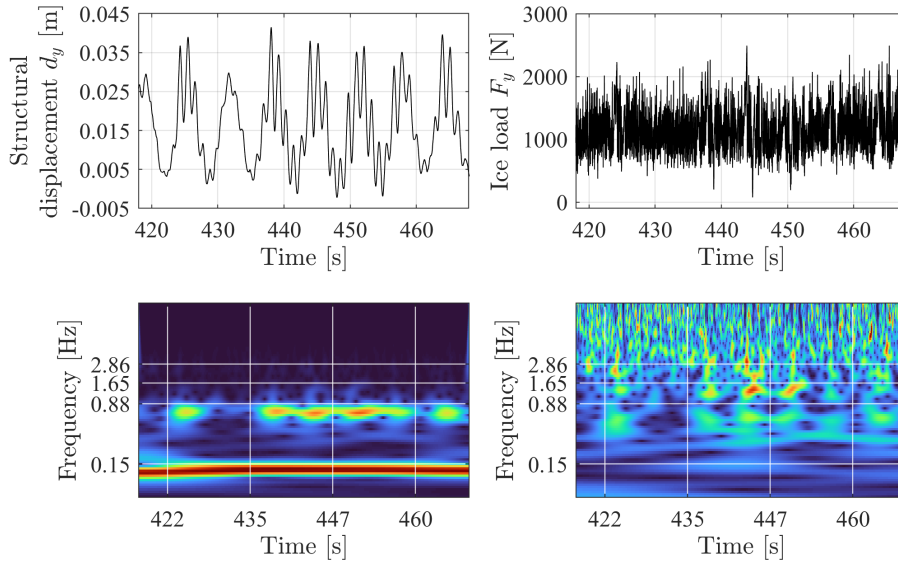 Structural
displacement d_y [m]
0.045
0.035
0.025
0.015
0.005
-0.005
420 430 440 450 460
Time [s]
Ice load F_y [N]
3000
2000
1000
0
420 430 440 450 460
Time [s]
Frequency [Hz]
2.86
1.65
0.88
0.15
422 435 447 460
Time [s]
Frequency [Hz]
2.86
1.65
0.88
0.15
422 435 447 460
Time [s]